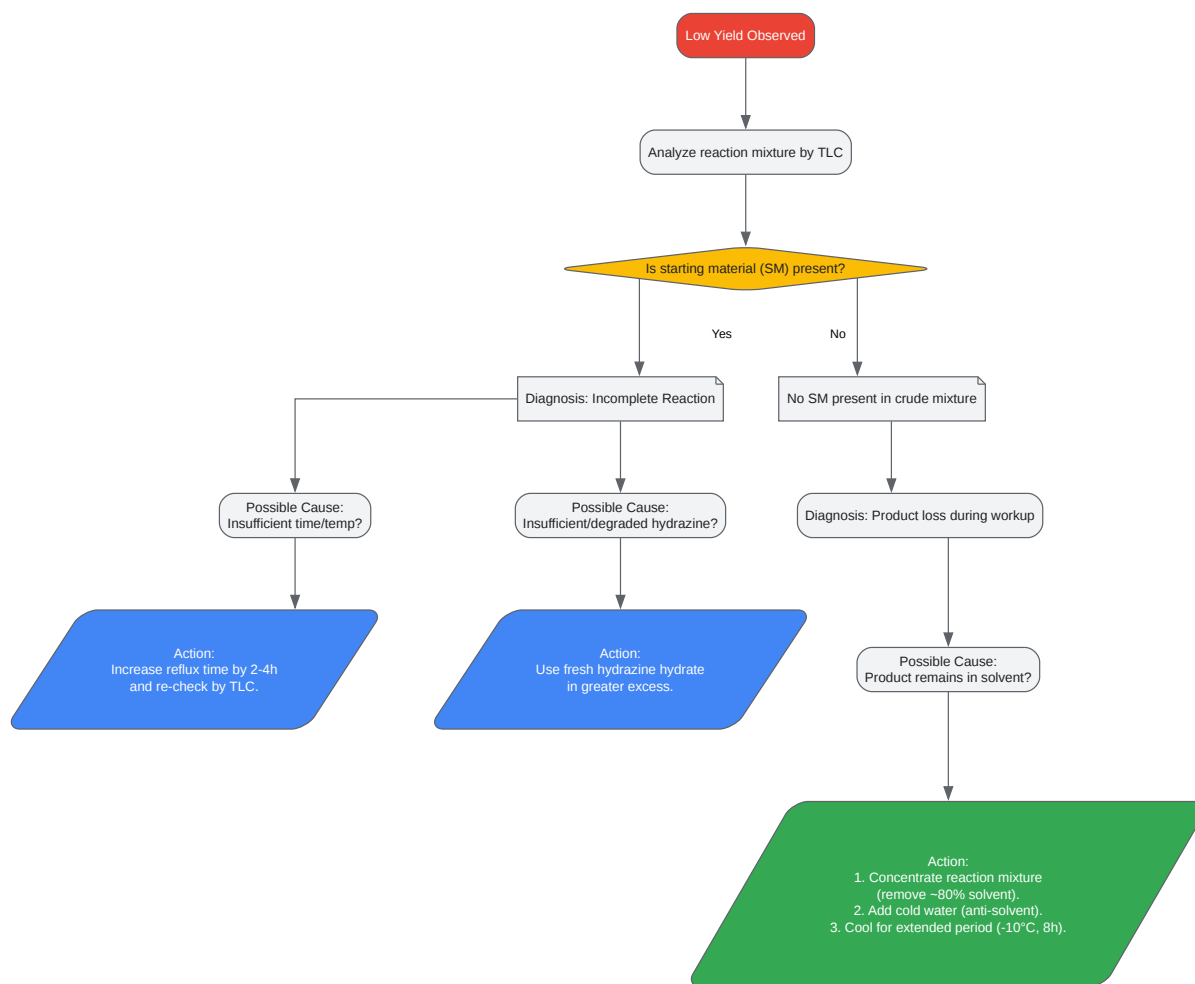 Low Yield Observed
Analyze reaction mixture by TLC
Is starting material (SM) present?
Yes
No
Diagnosis: Incomplete Reaction
No SM present in crude mixture
Possible Cause:
Insufficient time/temp?
Possible Cause:
Insufficient/degraded hydrazine?
Diagnosis: Product loss during workup
Action:
Increase reflux time by 2-4h
and re-check by TLC.
Action:
Use fresh hydrazine hydrate
in greater excess.
Possible Cause:
Product remains in solvent?
Action:
1. Concentrate reaction mixture
(remove ~80% solvent).
2. Add cold water (anti-solvent).
3. Cool for extended period (-10°C, 8h).